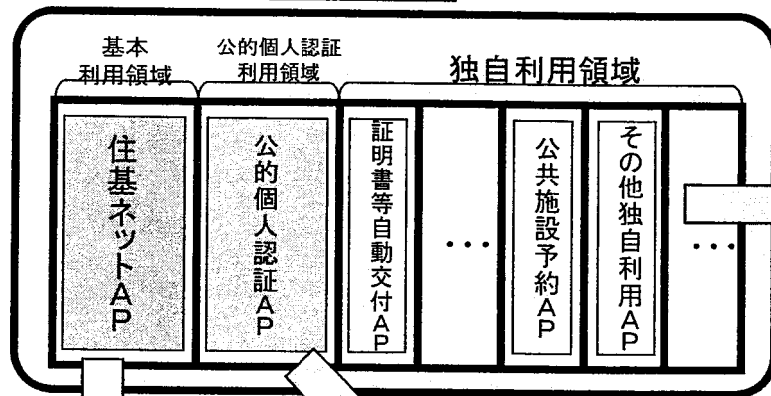 基本
利用領域
公的個人認証
利用領域
独自利用領域
住基ネットAP
公的個人認証AP
証明書等自動交付AP
...
公共施設予約AP
その他独自利用AP
...